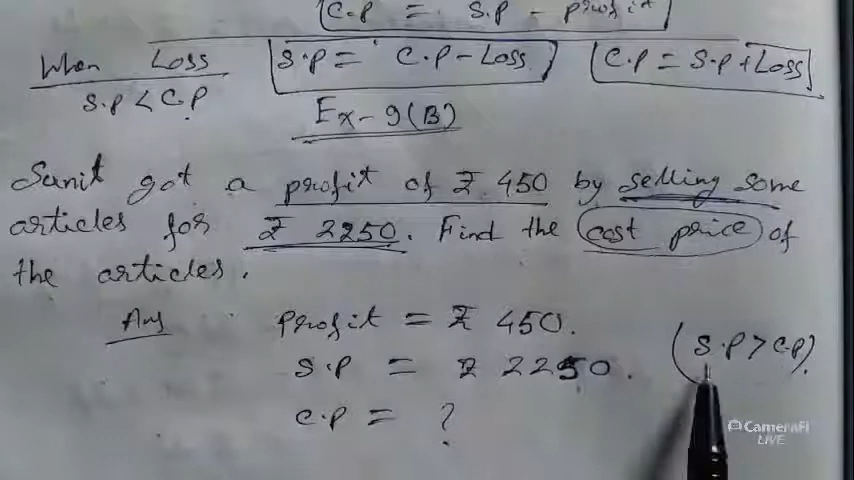 C.P = S.P - profit
When Loss S.P = C.P - Loss C.P = S.P + Loss
S.P < C.P
Ex - 9(B)
Sunit got a profit of ₹ 450 by selling some
articles for ₹ 2250. Find the cost price of
the articles.
Ans profit = ₹ 450.
S.P = ₹ 2250. (S.P > C.P).
C.P = ?
CameraFi
LIVE